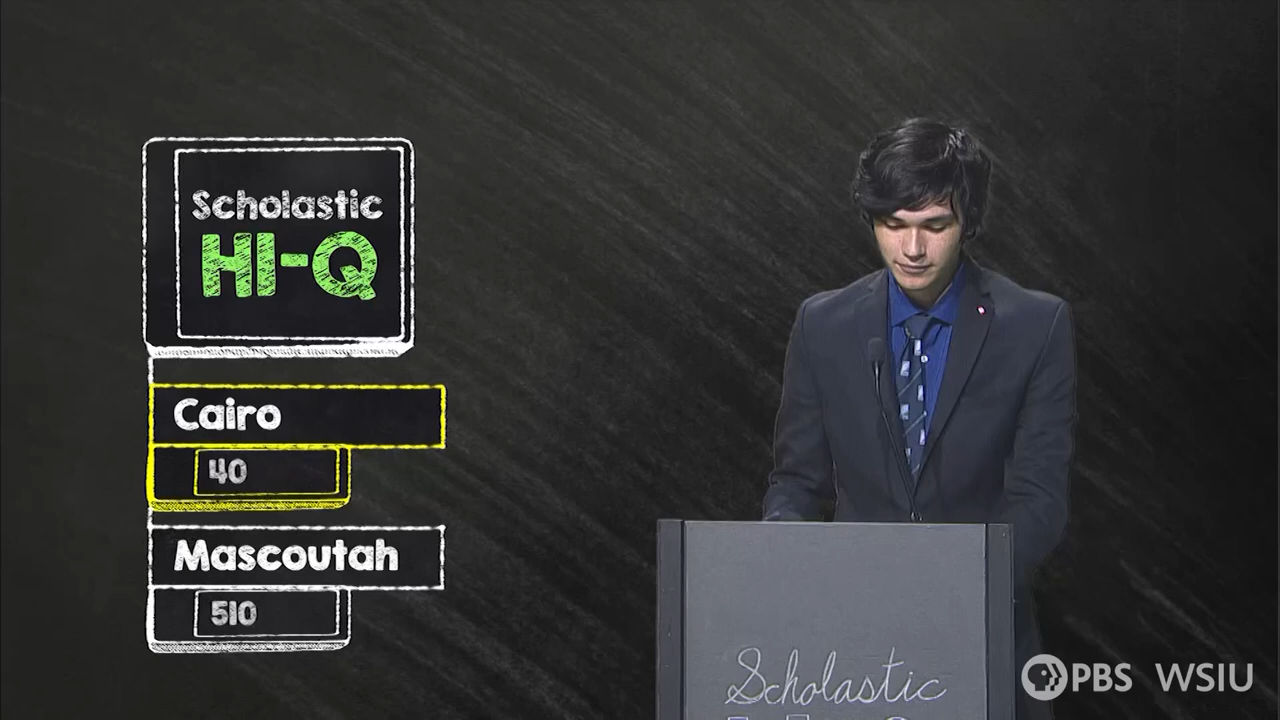 Scholastic
HI-Q
Cairo
40
Mascoutah
510
Scholastic
PBS WSIU